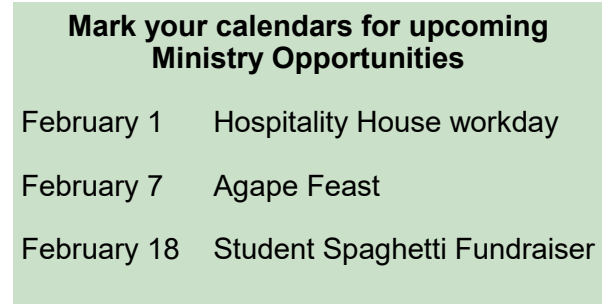 Mark your calendars for upcoming
Ministry Opportunities
February 1 Hospitality House workday
February 7 Agape Feast
February 18 Student Spaghetti Fundraiser